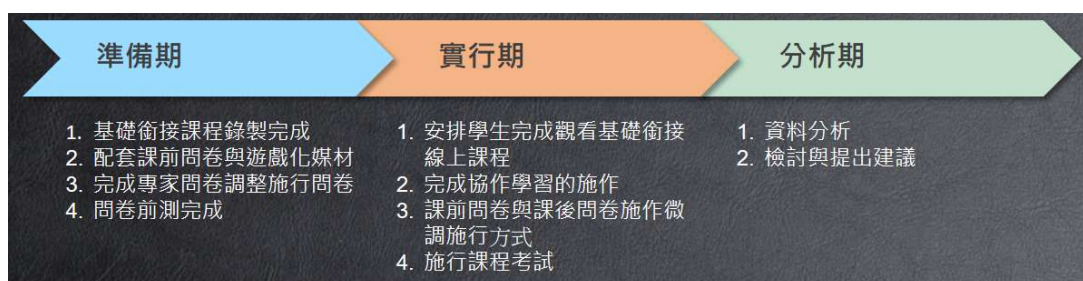 準備期
1. 基礎銜接課程錄製完成
2. 配套課前問卷與遊戲化媒材
3. 完成專家問卷調整施行問卷
4. 問卷前測完成
實行期
1. 安排學生完成觀看基礎銜接
線上課程
2. 完成協作學習的施作
3. 課前問卷與課後問卷施作微
調施行方式
4. 施行課程考試
分析期
1. 資料分析
2. 檢討與提出建議